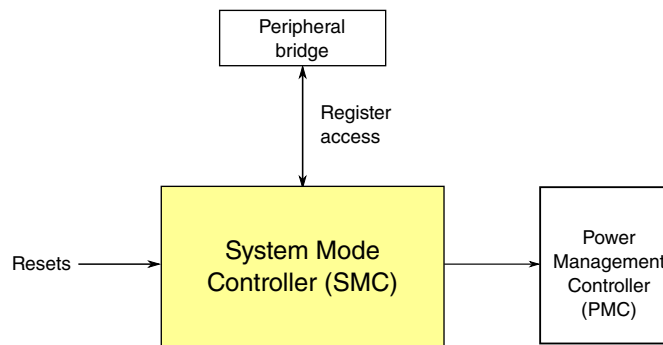 Peripheral
bridge
Register
access
Resets
System Mode
Controller (SMC)
Power
Management
Controller
(PMC)